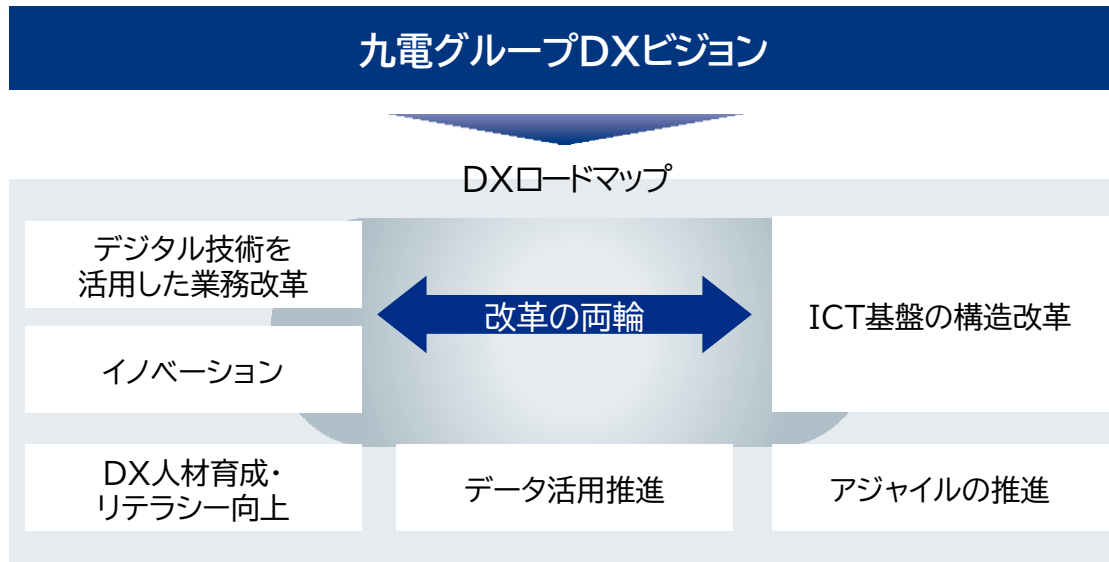 九電グループDXビジョン
DXロードマップ
デジタル技術を
活用した業務改革
イノベーション
改革の両輪
ICT基盤の構造改革
DX人材育成・
リテラシー向上
データ活用推進
アジャイルの推進